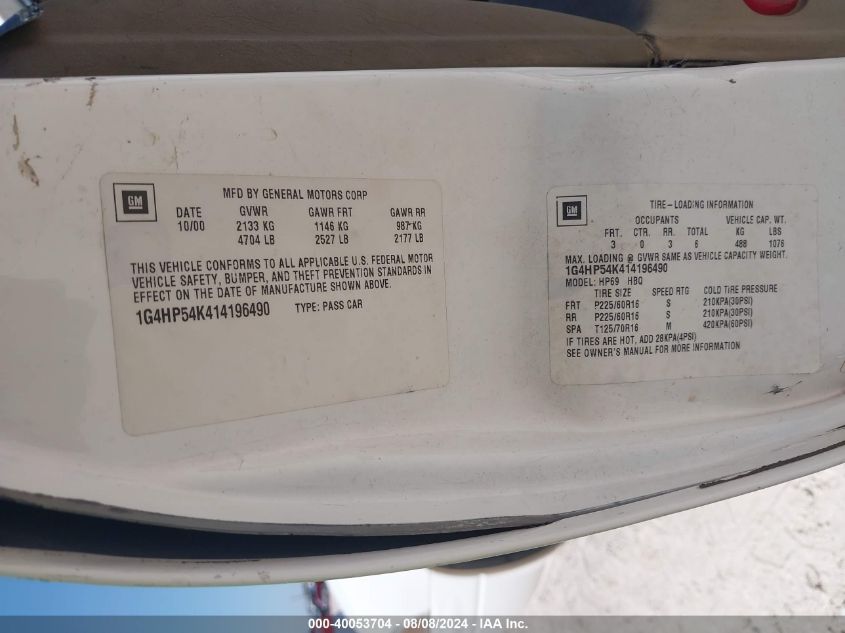 GM
MFD BY GENERAL MOTORS CORP
DATE GVWR GAWR FRT GAWR RR
10/00 2133 KG 1146 KG 987 KG
4704 LB 2527 LB 2177 LB
THIS VEHICLE CONFORMS TO ALL APPLICABLE U.S. FEDERAL MOTOR
VEHICLE SAFETY, BUMPER, AND THEFT PREVENTION STANDARDS IN
EFFECT ON THE DATE OF MANUFACTURE SHOWN ABOVE.
1G4HP54K414196490 TYPE: PASS CAR
GM
TIRE-LOADING INFORMATION
OCCUPANTS VEHICLE CAP. WT.
FRT. CTR. RR. TOTAL KG LBS
3 0 3 6 488 1076
MAX. LOADING @ GVWR SAME AS VEHICLE CAPACITY WEIGHT.
1G4HP54K414196490
MODEL: HP69 HBQ
TIRE SIZE SPEED RTG COLD TIRE PRESSURE
FRT P225/60R16 S 210KPA(30PSI)
RR P225/60R16 S 210KPA(30PSI)
SPA T125/70R16 M 420KPA(60PSI)
IF TIRES ARE HOT, ADD 28KPA(4PSI)
SEE OWNER'S MANUAL FOR MORE INFORMATION
000-40053704 - 08/08/2024 - IAA Inc.